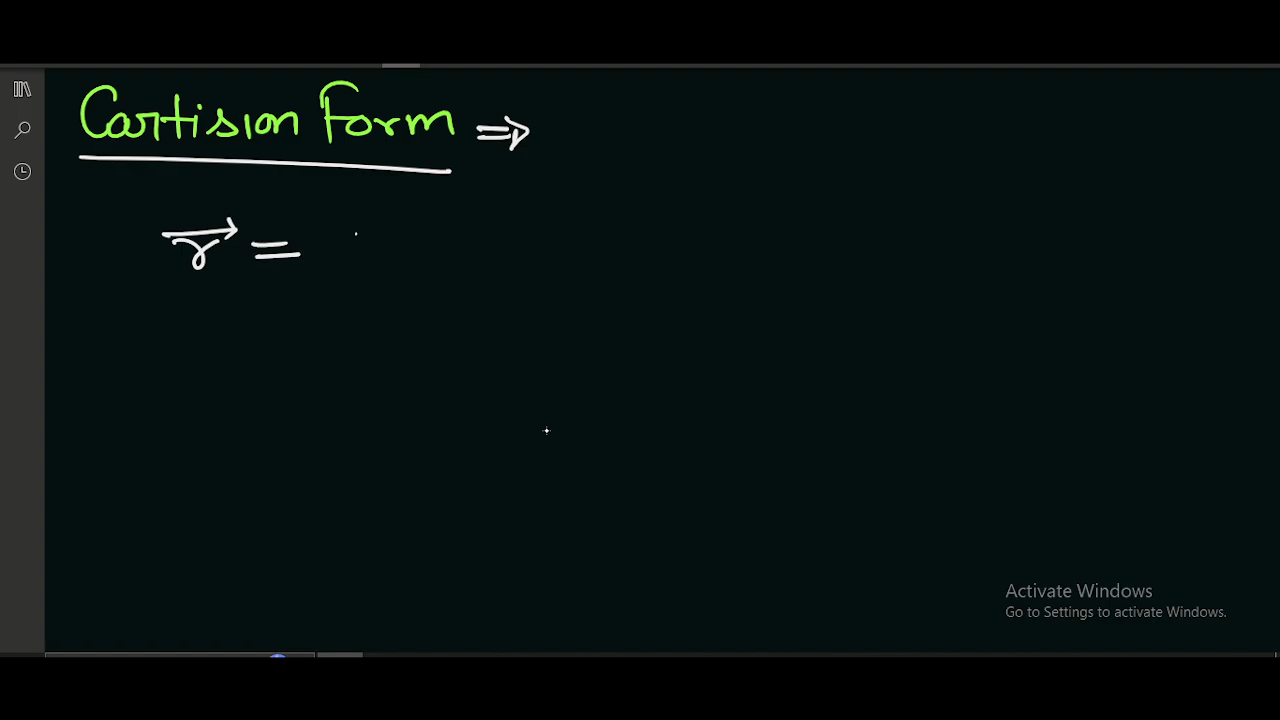 Cartision Form ⇒
r⃗ =
Activate Windows
Go to Settings to activate Windows.